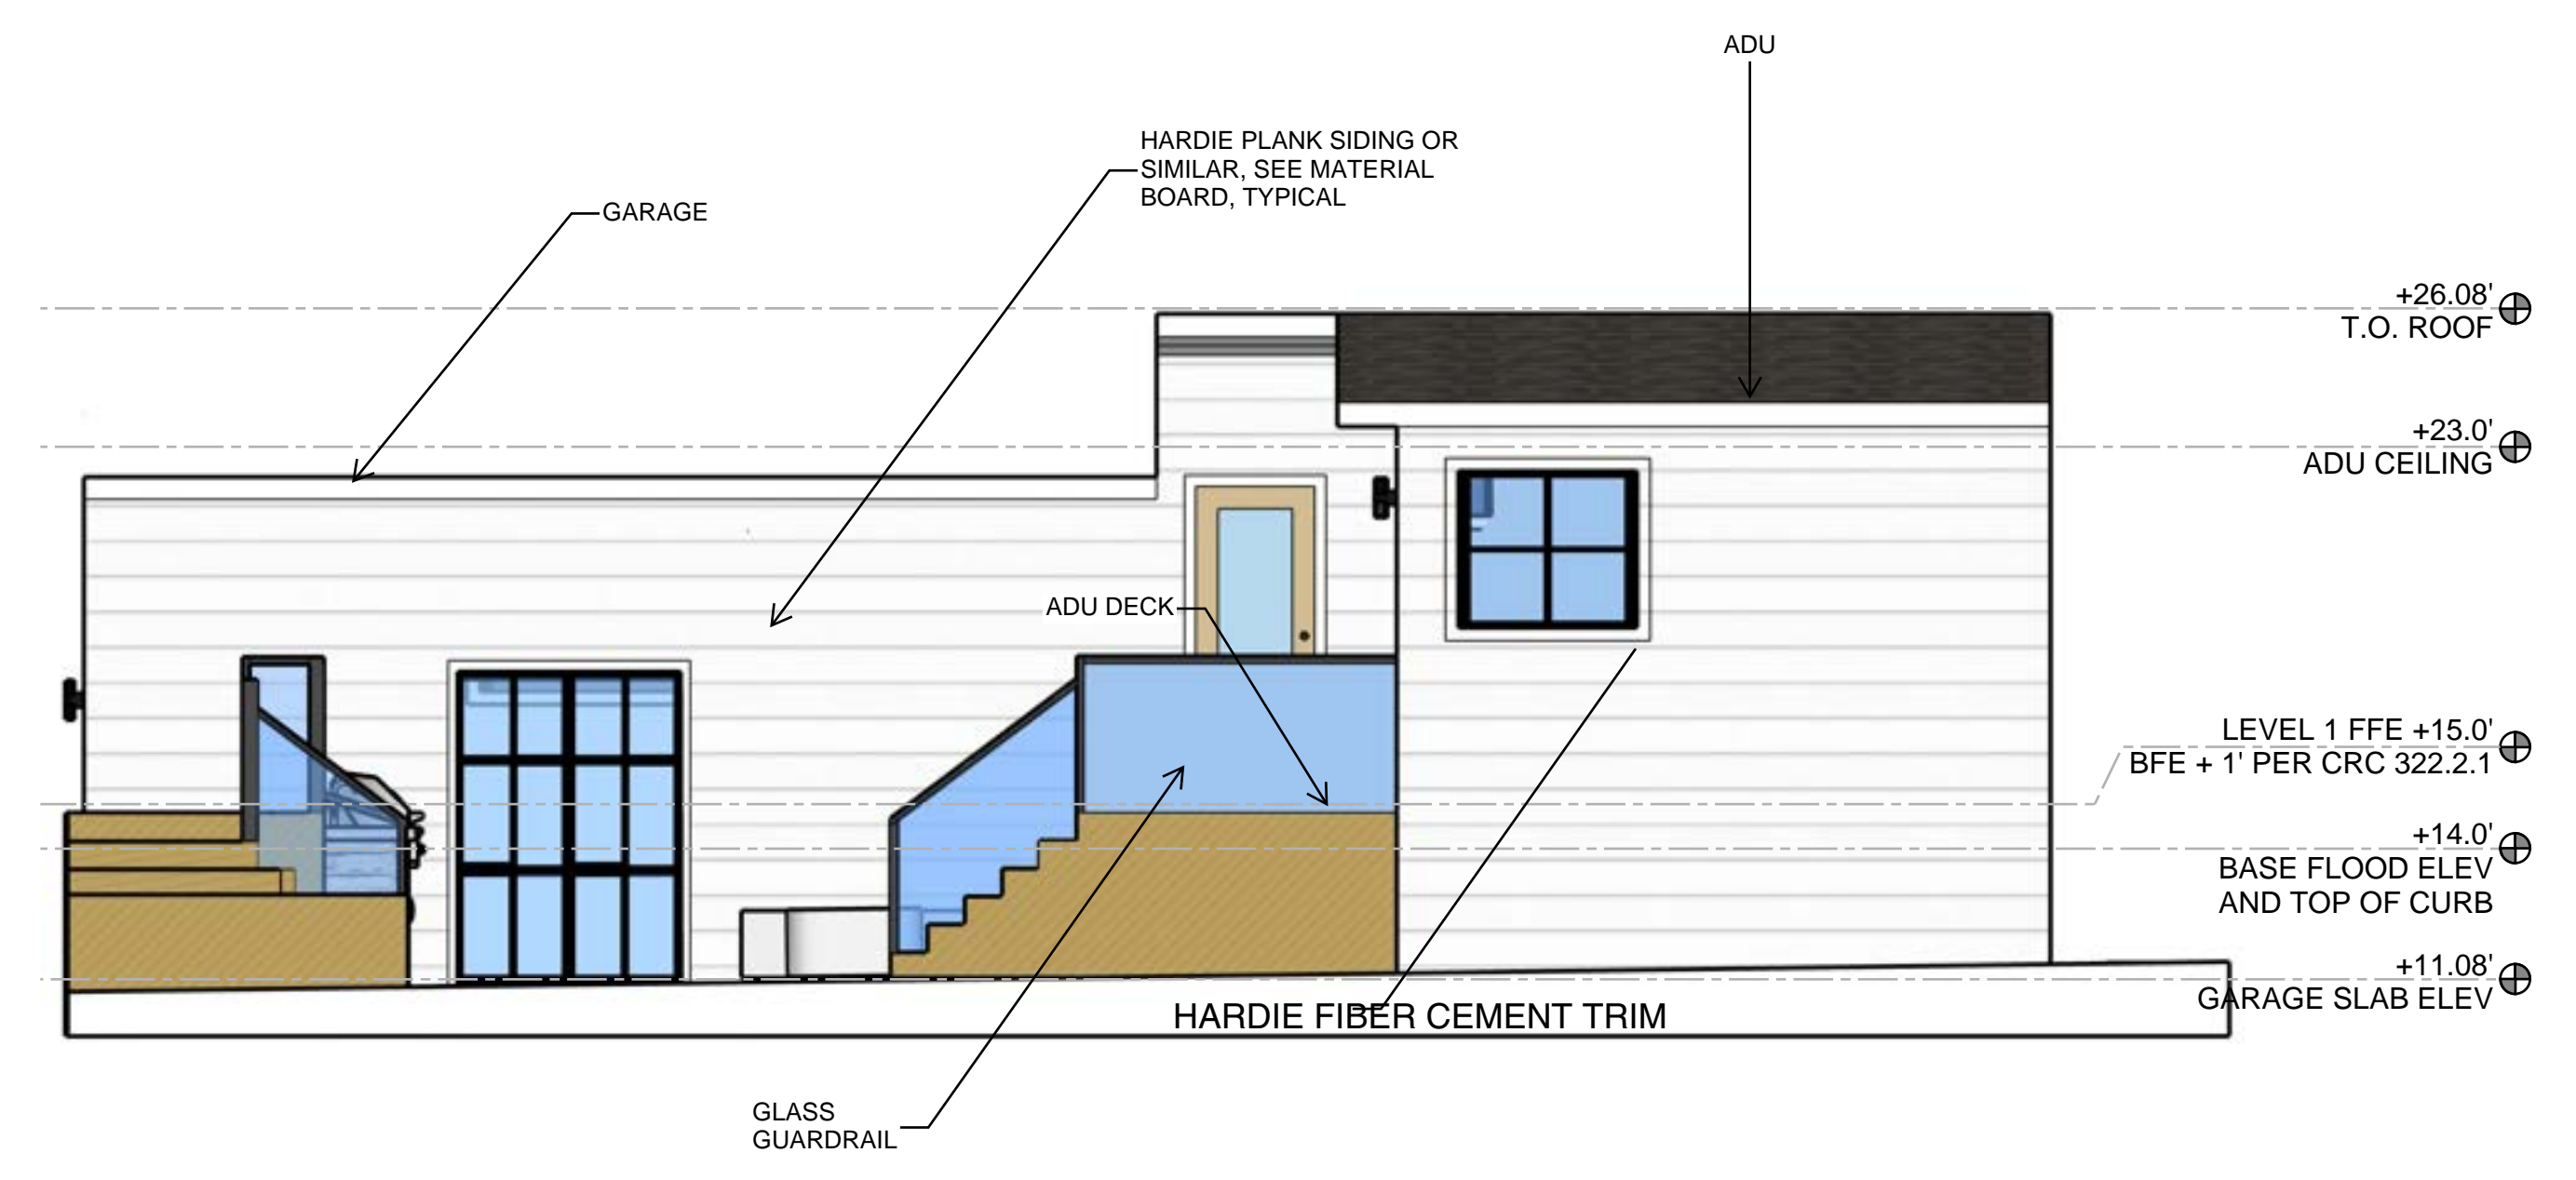 ADU
HARDIE PLANK SIDING OR
SIMILAR, SEE MATERIAL
BOARD, TYPICAL
GARAGE
+26.08'
T.O. ROOF
+23.0'
ADU CEILING
ADU DECK
LEVEL 1 FFE +15.0'
BFE + 1' PER CRC 322.2.1
+14.0'
BASE FLOOD ELEV
AND TOP OF CURB
+11.08'
GARAGE SLAB ELEV
HARDIE FIBER CEMENT TRIM
GLASS
GUARDRAIL